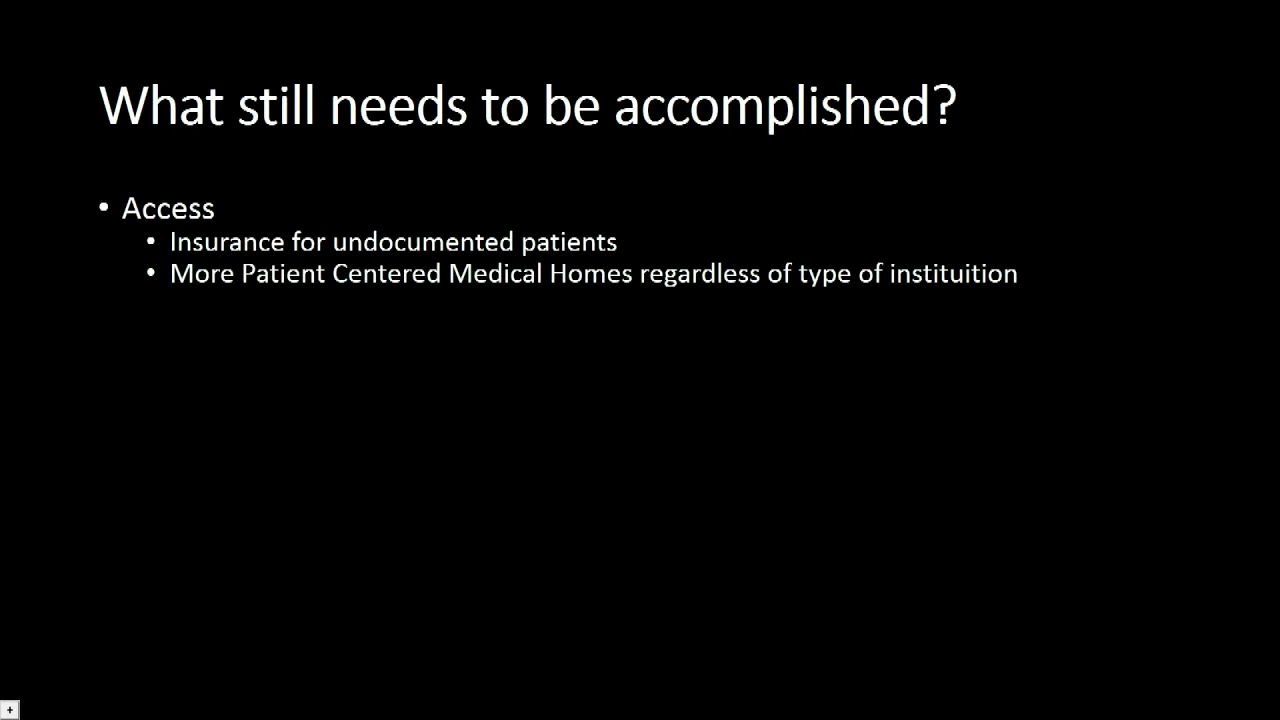 What still needs to be accomplished?
• Access
• Insurance for undocumented patients
• More Patient Centered Medical Homes regardless of type of instituition
+